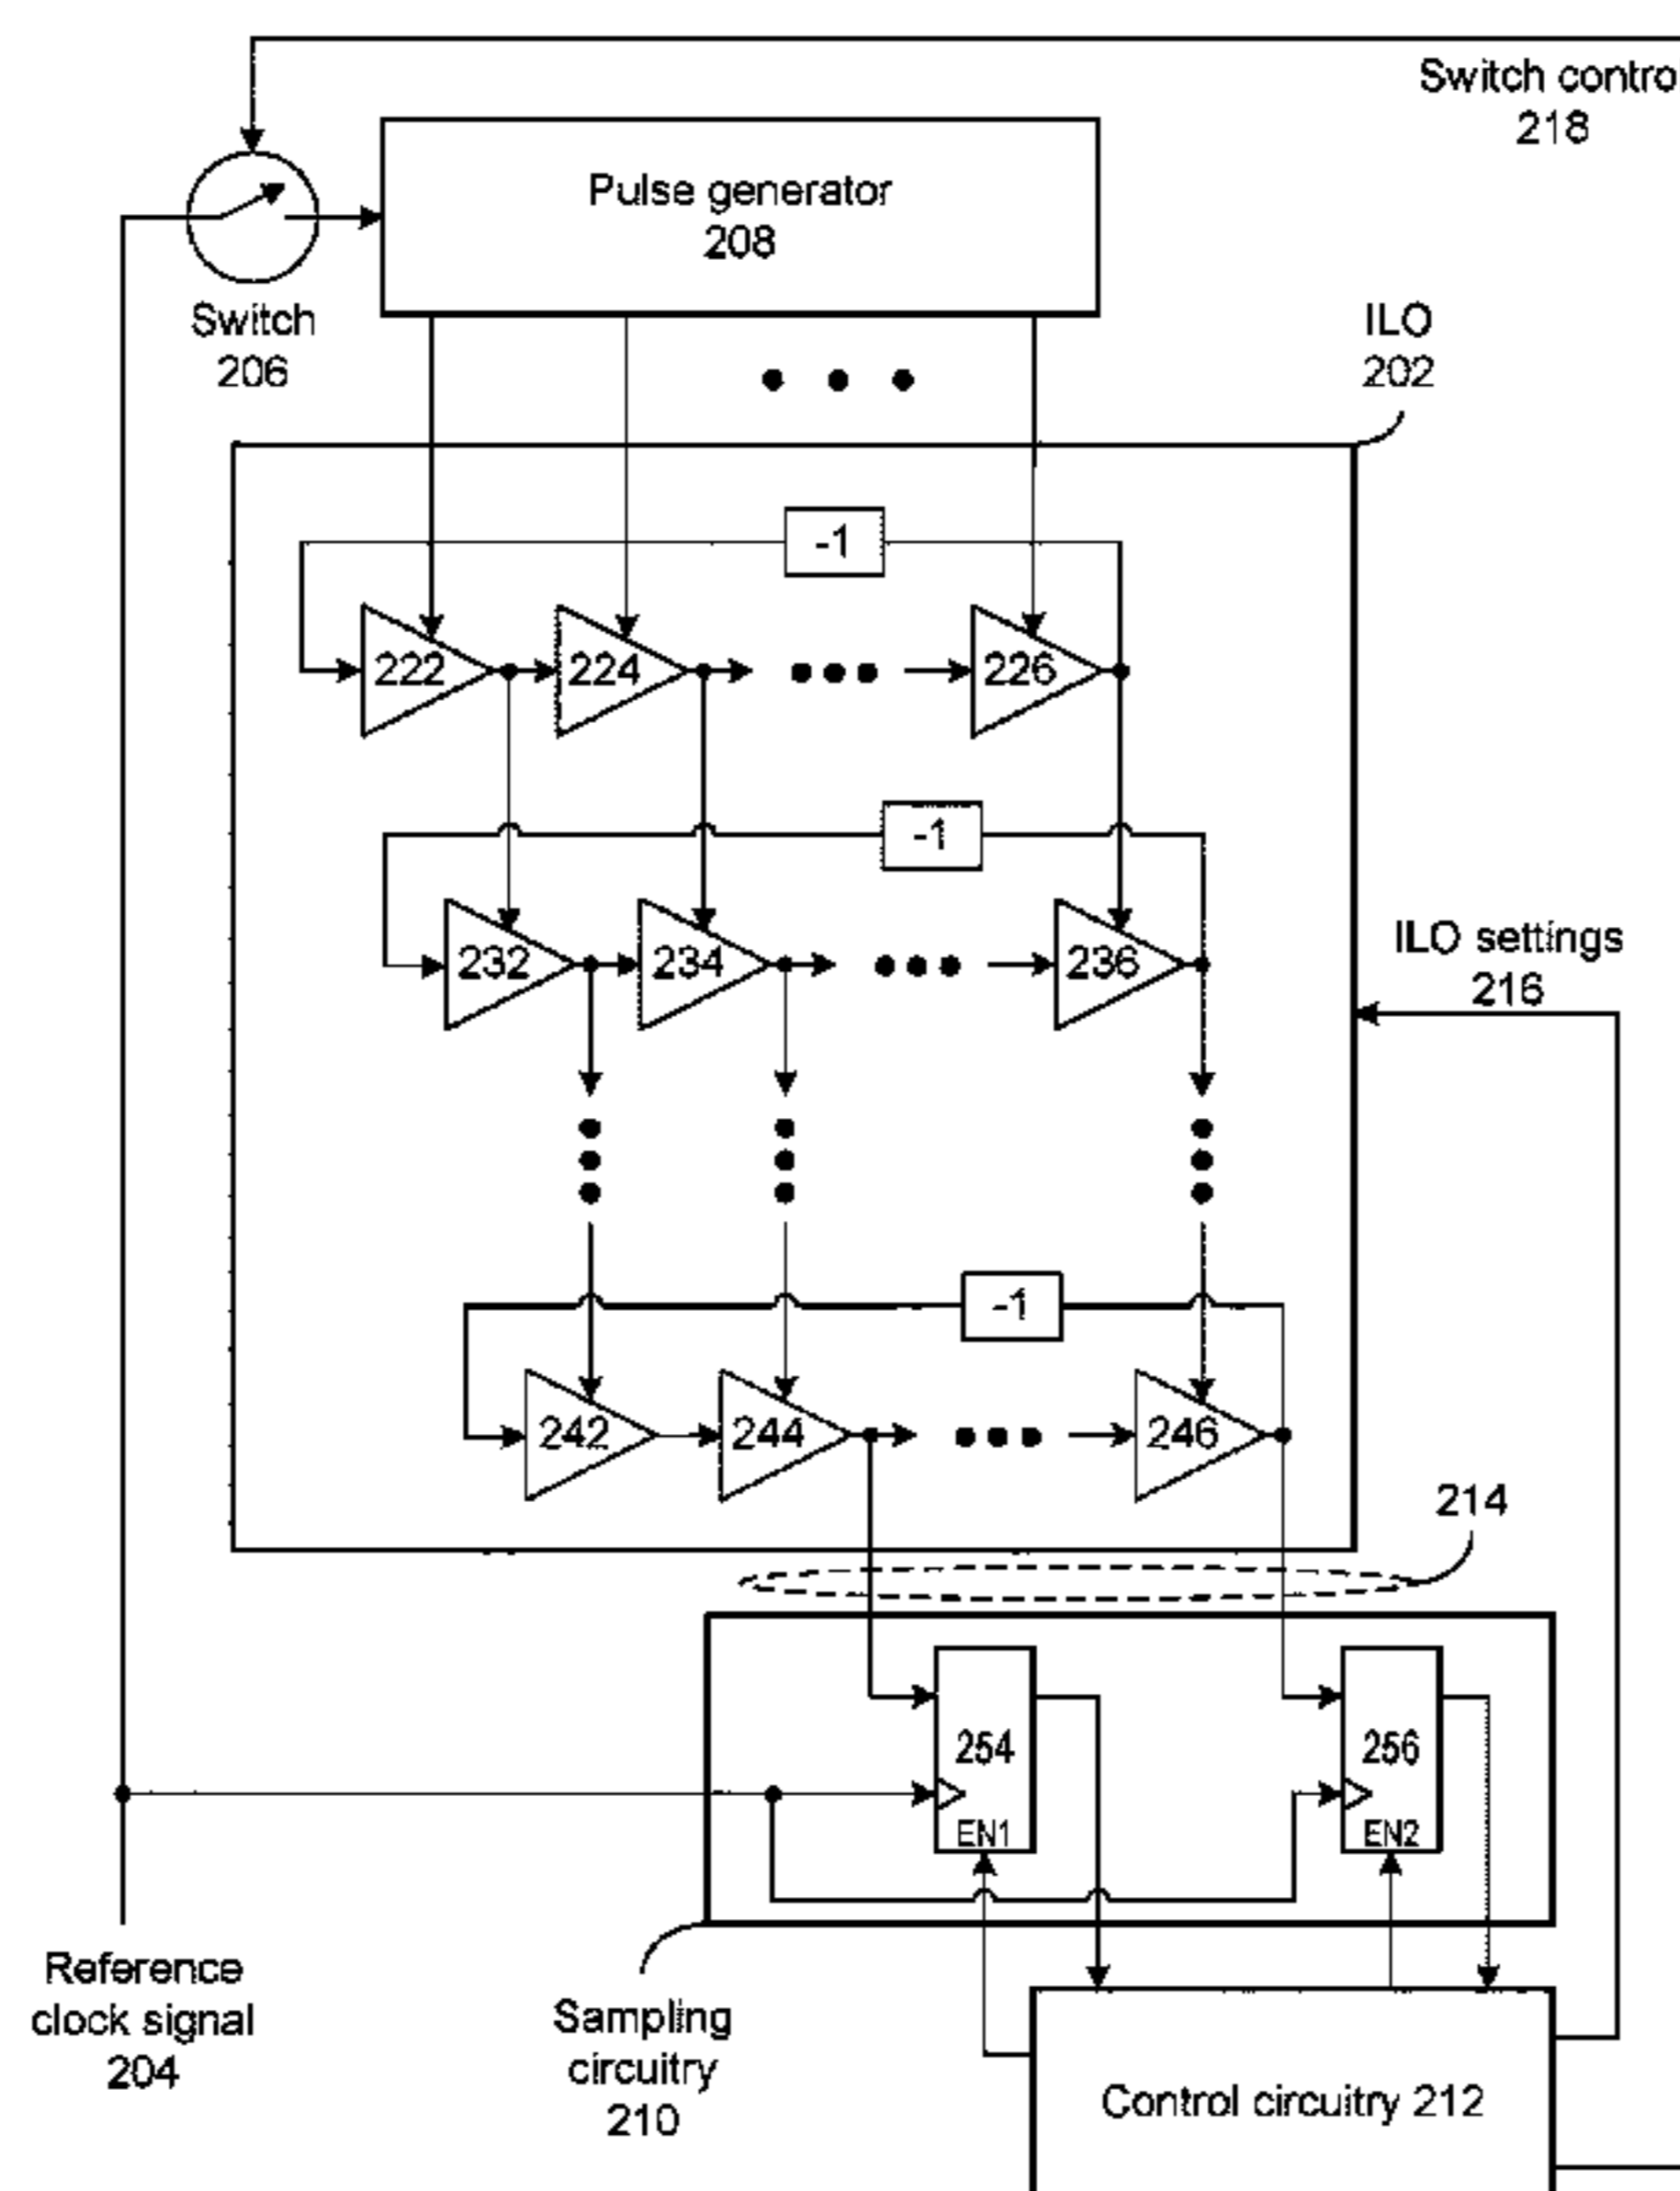 Switch control
218
Pulse generator
208
Switch
206
ILO
202
-1
222
224
226
-1
232
234
236
ILO settings
216
-1
242
244
246
214
254
EN1
256
EN2
Reference
clock signal
204
Sampling
circuitry
210
Control circuitry 212